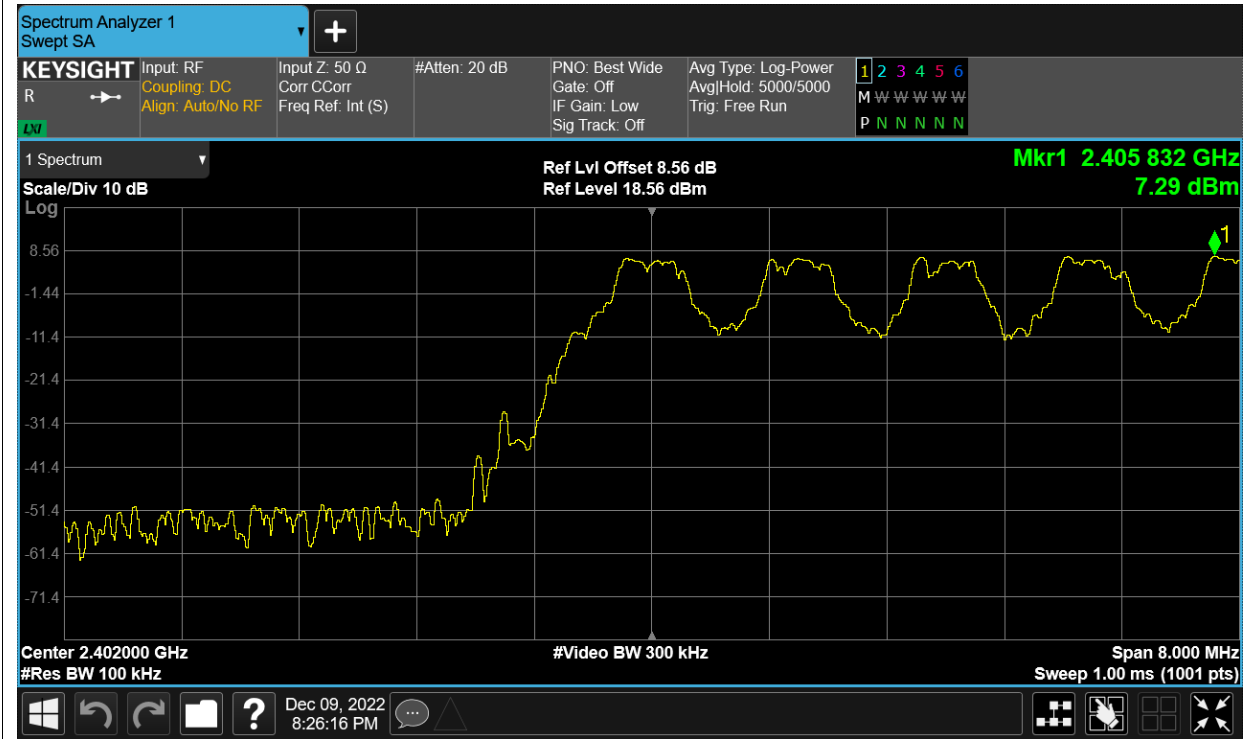 Spectrum Analyzer 1
Swept SA
KEYSIGHT
R
LXI
Input: RF
Coupling: DC
Align: Auto/No RF
Input Z: 50 Ω
Corr CCorr
Freq Ref: Int (S)
#Atten: 20 dB
PNO: Best Wide
Gate: Off
IF Gain: Low
Sig Track: Off
Avg Type: Log-Power
Avg|Hold: 5000/5000
Trig: Free Run
1 2 3 4 5 6
M W W W W W
P N N N N N
1 Spectrum
Scale/Div 10 dB
Log
Ref Lvl Offset 8.56 dB
Ref Level 18.56 dBm
Mkr1 2.405 832 GHz
7.29 dBm
1
8.56
-1.44
-11.4
-21.4
-31.4
-41.4
-51.4
-61.4
-71.4
Center 2.402000 GHz
#Res BW 100 kHz
#Video BW 300 kHz
Span 8.000 MHz
Sweep 1.00 ms (1001 pts)
?
Dec 09, 2022
8:26:16 PM